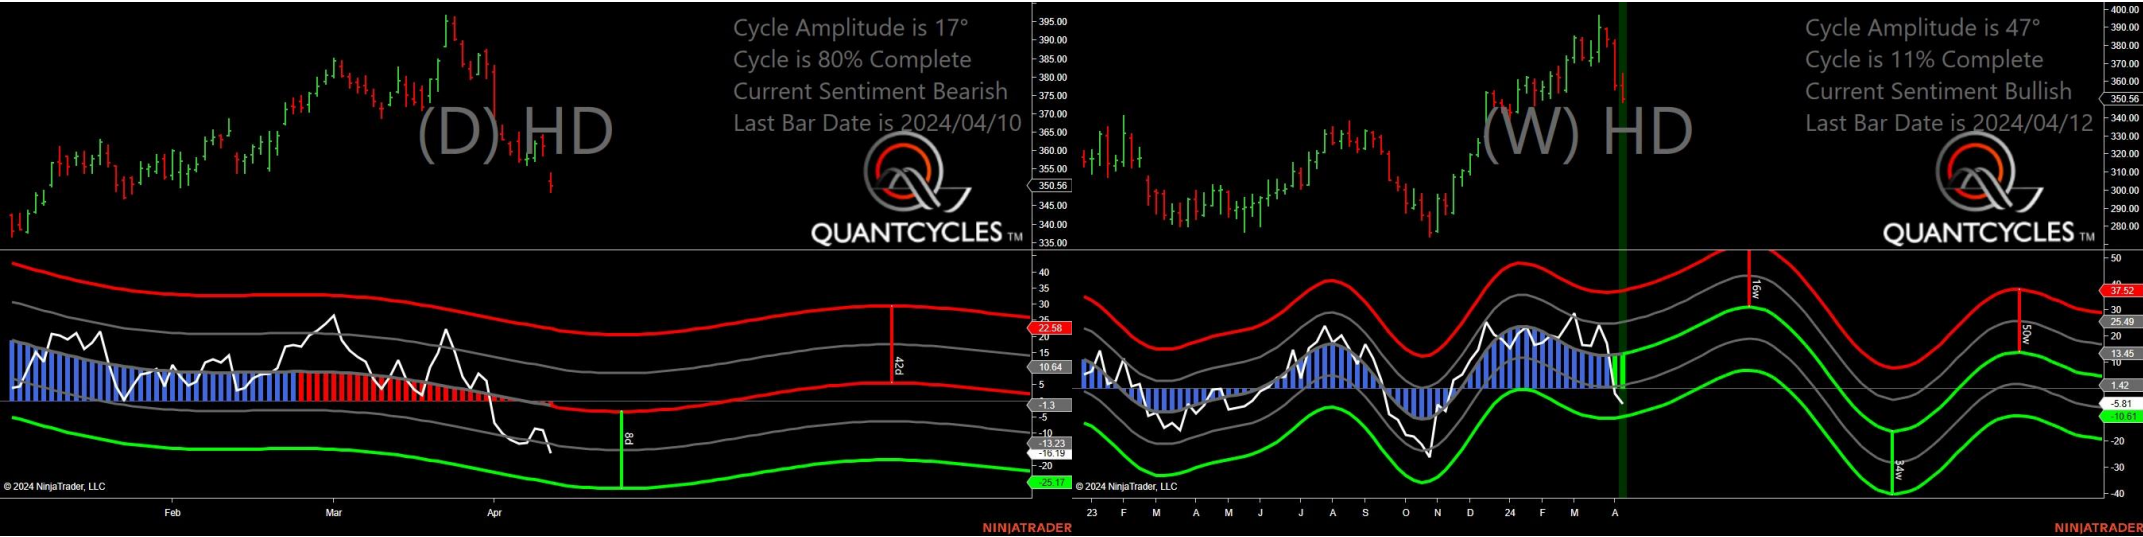 Cycle Amplitude is 17°
Cycle is 80% Complete
Current Sentiment Bearish
Last Bar Date is 2024/04/10
(D) HD
QUANTCYCLES TM
395.00
390.00
385.00
380.00
375.00
370.00
365.00
360.00
355.00
350.56
345.00
340.00
335.00
40
35
30
25
22.58
20
15
10.64
5
-1.3
-5
-10
-13.23
-16.19
-20
-25.17
42d
8d
© 2024 NinjaTrader, LLC
Feb
Mar
Apr
NINJATRADER
Cycle Amplitude is 47°
Cycle is 11% Complete
Current Sentiment Bullish
Last Bar Date is 2024/04/12
(W) HD
QUANTCYCLES TM
400.00
390.00
380.00
370.00
360.00
350.56
340.00
330.00
320.00
310.00
300.00
290.00
280.00
50
37.52
30
25.49
20
13.45
10
1.42
-5.81
-10.61
-20
-30
-40
16w
34w
50w
© 2024 NinjaTrader, LLC
23
F
M
A
M
J
J
A
S
O
N
D
24
F
M
A
NINJATRADER